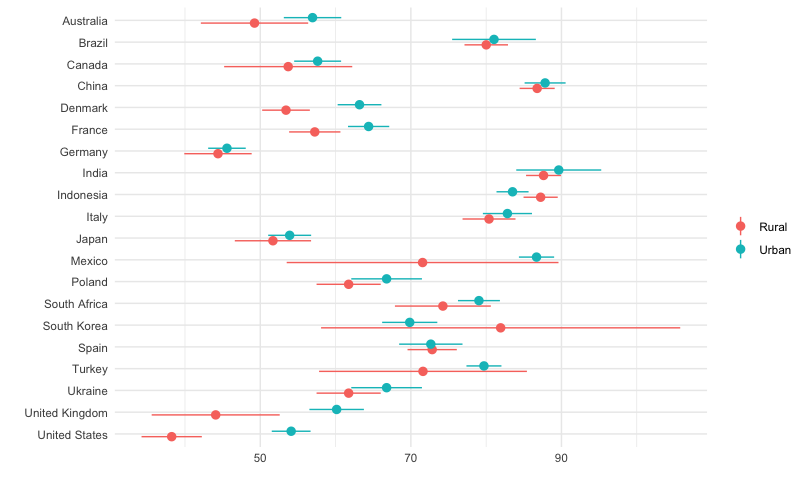 Australia
Brazil
Canada
China
Denmark
France
Germany
India
Indonesia
Italy
Japan
Mexico
Poland
South Africa
South Korea
Spain
Turkey
Ukraine
United Kingdom
United States
50 70 90
Rural
Urban